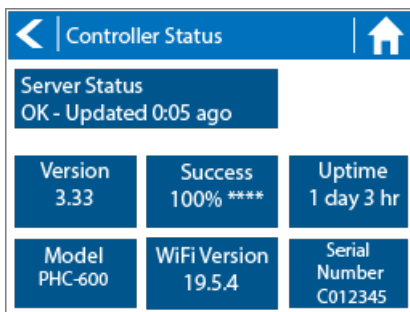 Controller Status
Server Status
OK - Updated 0:05 ago
Version
3.33
Success
100% ****
Uptime
1 day 3 hr
Model
PHC-600
WiFi Version
19.5.4
Serial
Number
C012345